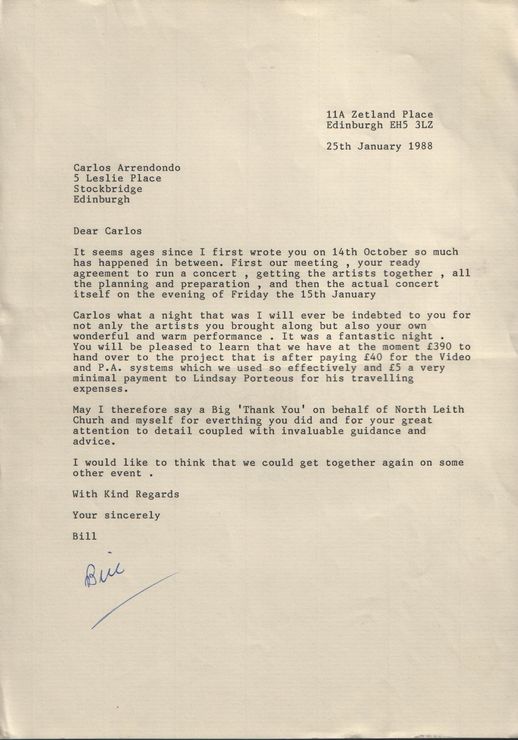 11A Zetland Place
Edinburgh EH5 3LZ
25th January 1988
Carlos Arrendondo
5 Leslie Place
Stockbridge
Edinburgh
Dear Carlos
It seems ages since I first wrote you on 14th October so much
has happened in between. First our meeting , your ready
agreement to run a concert , getting the artists together , all
the planning and preparation , and then the actual concert
itself on the evening of Friday the 15th January
Carlos what a night that was I will ever be indebted to you for
not anly the artists you brought along but also your own
wonderful and warm performance . It was a fantastic night .
You will be pleased to learn that we have at the moment £390 to
hand over to the project that is after paying £40 for the Video
and P.A. systems which we used so effectively and £5 a very
minimal payment to Lindsay Porteous for his travelling
expenses.
May I therefore say a Big 'Thank You' on behalf of North Leith
Churh and myself for everthing you did and for your great
attention to detail coupled with invaluable guidance and
advice.
I would like to think that we could get together again on some
other event .
With Kind Regards
Your sincerely
Bill
Bill